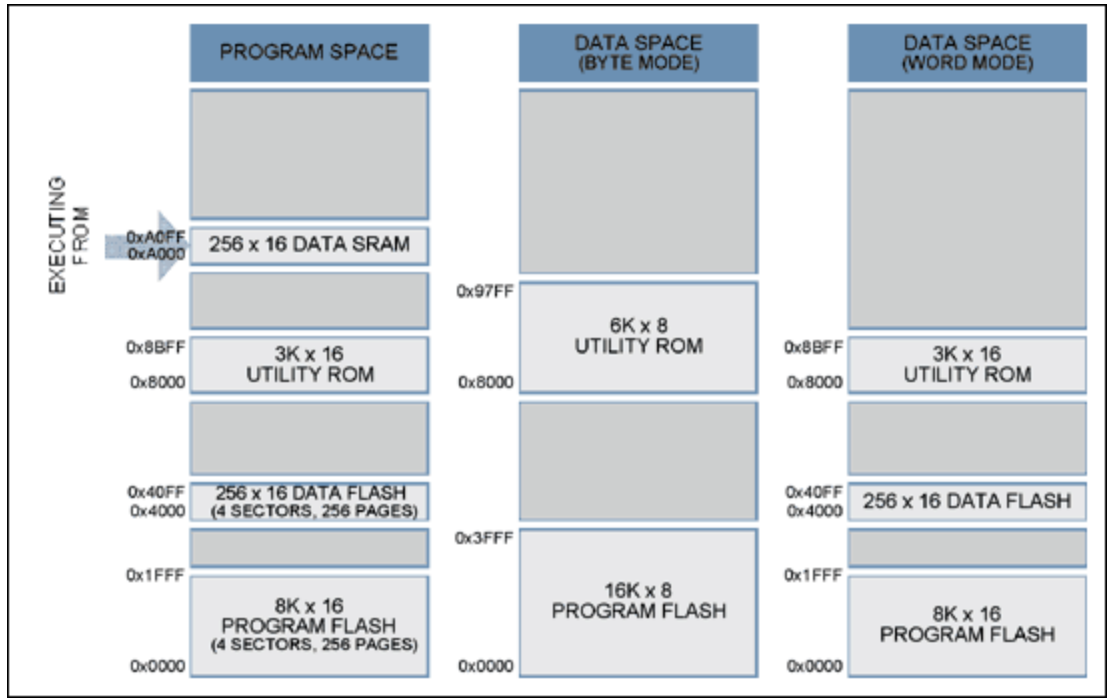 PROGRAM SPACE
EXECUTING
FROM
0xA0FF
0xA000
256 x 16 DATA SRAM
0x8BFF
0x8000
3K x 16
UTILITY ROM
0x40FF
0x4000
256 x 16 DATA FLASH
(4 SECTORS, 256 PAGES)
0x1FFF
0x0000
8K x 16
PROGRAM FLASH
(4 SECTORS, 256 PAGES)
DATA SPACE
(BYTE MODE)
0x97FF
0x8000
6K x 8
UTILITY ROM
0x3FFF
0x0000
16K x 8
PROGRAM FLASH
DATA SPACE
(WORD MODE)
0x8BFF
0x8000
3K x 16
UTILITY ROM
0x40FF
0x4000
256 x 16 DATA FLASH
0x1FFF
0x0000
8K x 16
PROGRAM FLASH